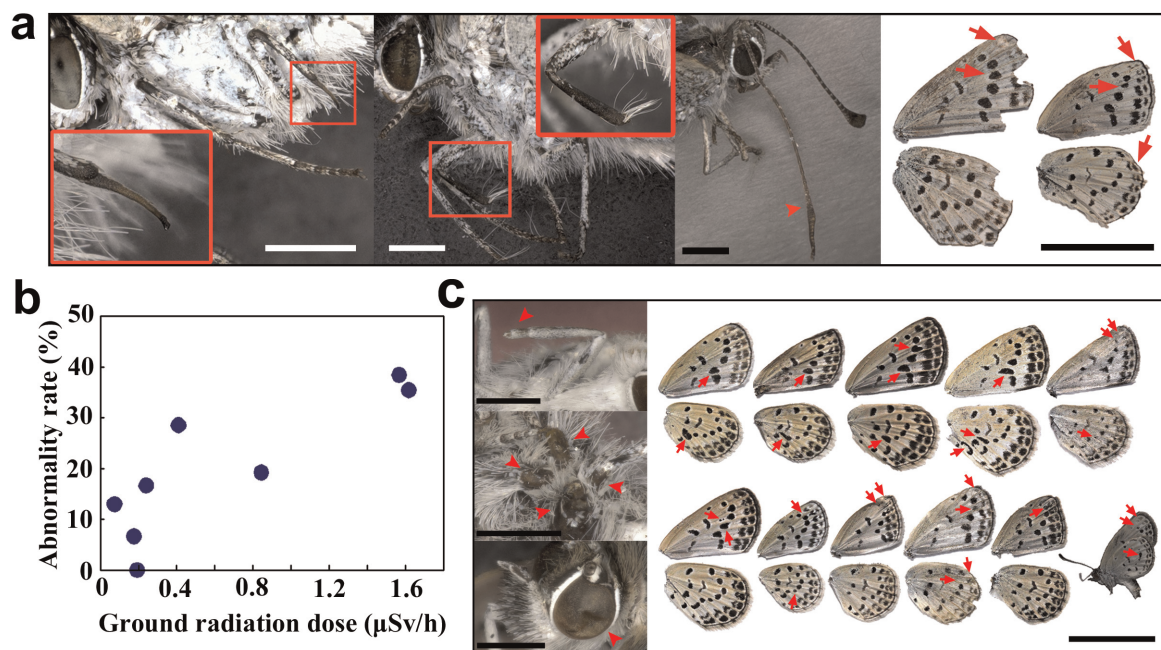 a
b
50
40
30
20
10
0
Abnormality rate (%)
0
0.4
0.8
1.2
1.6
Ground radiation dose (μSv/h)
c